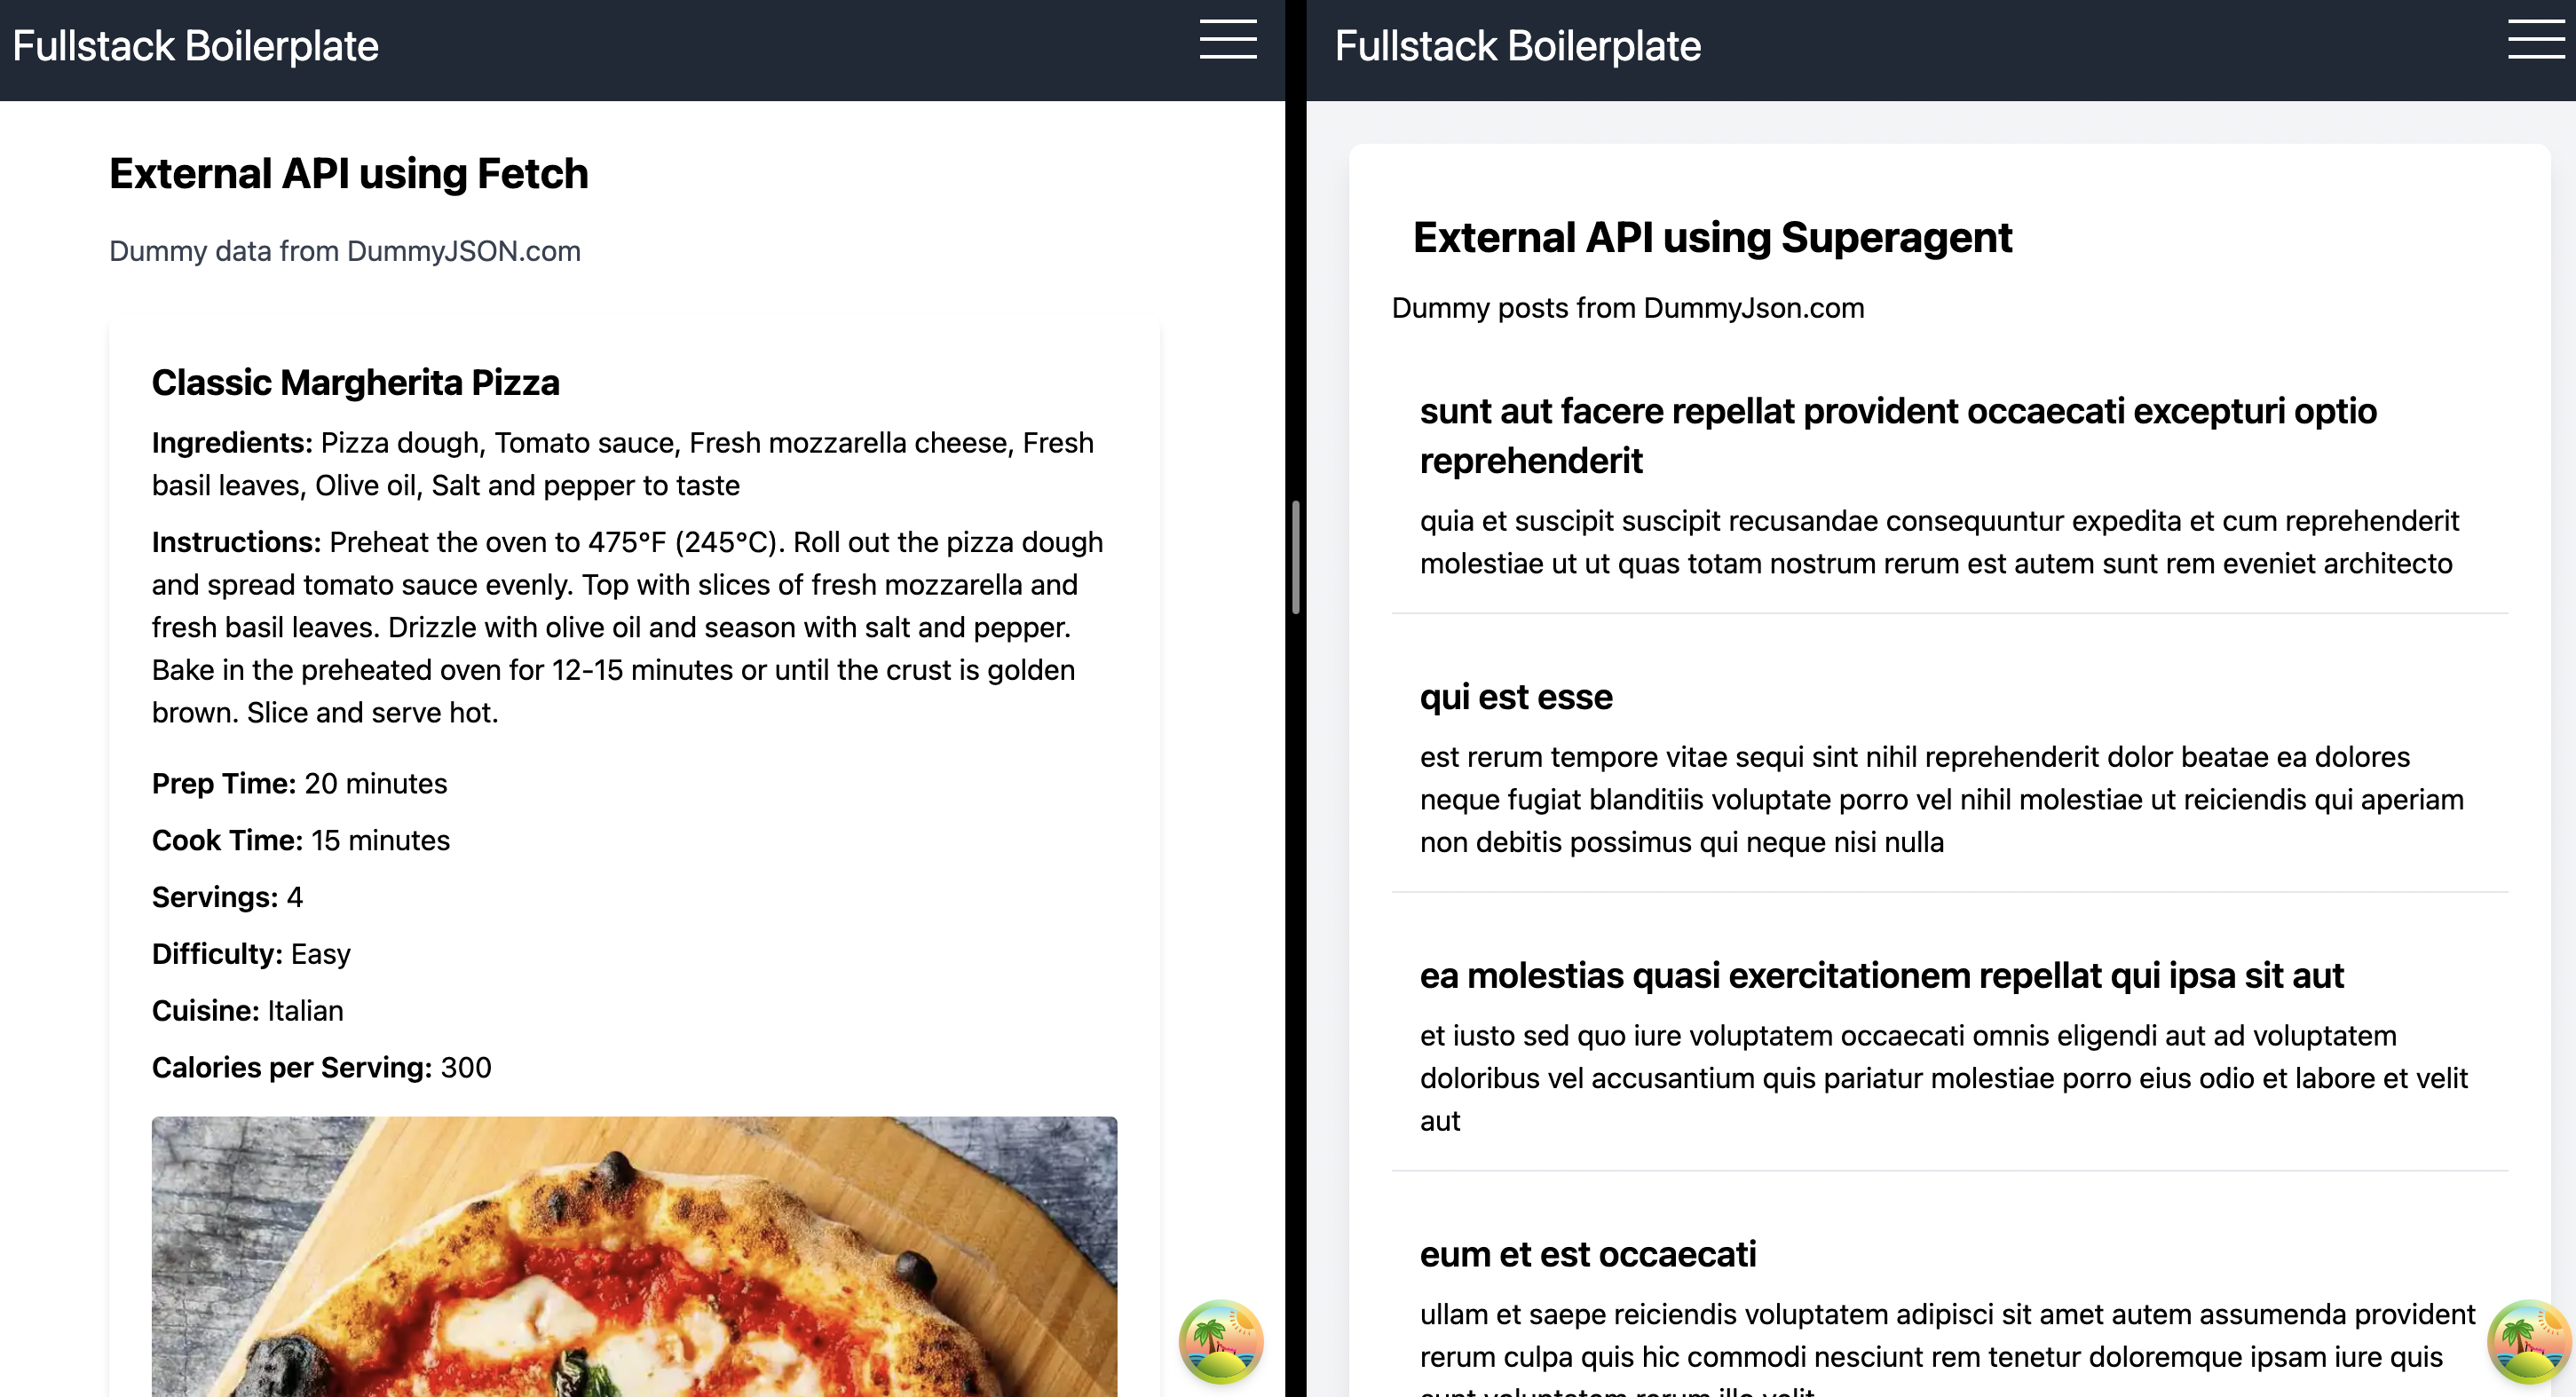 Fullstack Boilerplate
External API using Fetch
Dummy data from DummyJSON.com
Classic Margherita Pizza
Ingredients: Pizza dough, Tomato sauce, Fresh mozzarella cheese, Fresh
basil leaves, Olive oil, Salt and pepper to taste
Instructions: Preheat the oven to 475°F (245°C). Roll out the pizza dough
and spread tomato sauce evenly. Top with slices of fresh mozzarella and
fresh basil leaves. Drizzle with olive oil and season with salt and pepper.
Bake in the preheated oven for 12-15 minutes or until the crust is golden
brown. Slice and serve hot.
Prep Time: 20 minutes
Cook Time: 15 minutes
Servings: 4
Difficulty: Easy
Cuisine: Italian
Calories per Serving: 300
Fullstack Boilerplate
External API using Superagent
Dummy posts from DummyJson.com
sunt aut facere repellat provident occaecati excepturi optio
reprehenderit
quia et suscipit suscipit recusandae consequuntur expedita et cum reprehenderit
molestiae ut ut quas totam nostrum rerum est autem sunt rem eveniet architecto
qui est esse
est rerum tempore vitae sequi sint nihil reprehenderit dolor beatae ea dolores
neque fugiat blanditiis voluptate porro vel nihil molestiae ut reiciendis qui aperiam
non debitis possimus qui neque nisi nulla
ea molestias quasi exercitationem repellat qui ipsa sit aut
et iusto sed quo iure voluptatem occaecati omnis eligendi aut ad voluptatem
doloribus vel accusantium quis pariatur molestiae porro eius odio et labore et velit
aut
eum et est occaecati
ullam et saepe reiciendis voluptatem adipisci sit amet autem assumenda provident
rerum culpa quis hic commodi nesciunt rem tenetur doloremque ipsam iure quis
sunt voluptatem rerum illo velit